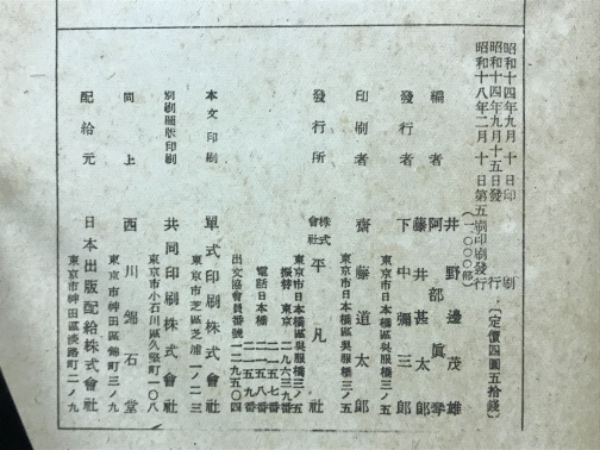 昭和十四年九月十日印刷
昭和十四年九月十五日發行
昭和十八年二月十日第五刷印刷發行
(一〇〇〇部)
〔定價四圓五拾錢〕
編者
井野邊茂雄
阿部眞琴
藤井甚太郎
發行者 下中彌三郎
東京市日本橋區吳服橋三ノ五
印刷者 齋藤道太郎
東京市日本橋區吳服橋三ノ五
發行所 株式會社平凡社
東京市日本橋區吳服橋三ノ五
振替東京二九六三九番
電話日本橋
二一五七番
二一五八番
二一五九番
出文協會員番號一二九五〇四
本文印刷 單式印刷株式會社
東京市芝區芝浦一ノ二三
別刷圖版印刷 共同印刷株式會社
東京市小石川區久堅町一〇八
同上 西川錦石堂
東京市神田區錦町三ノ九
配給元 日本出版配給株式會社
東京市神田區淡路町二ノ九